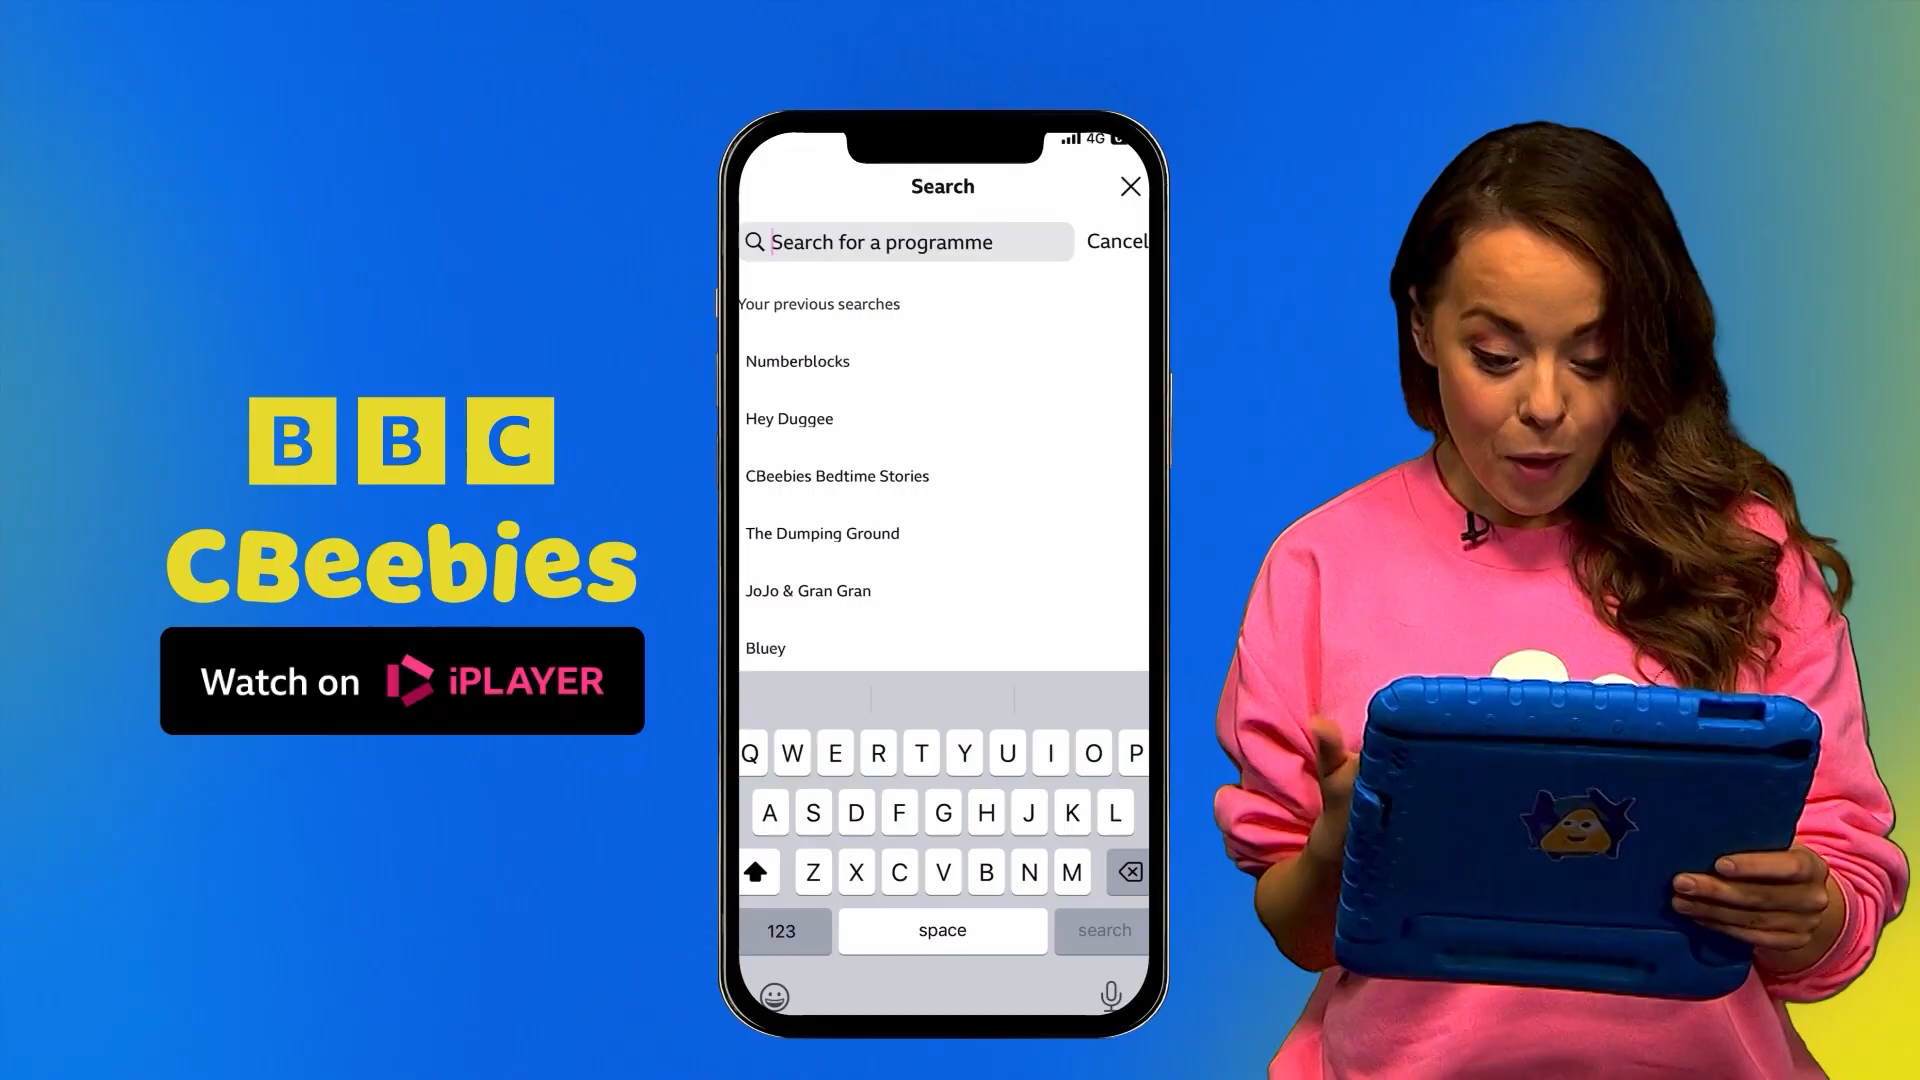 BBC
CBeebies
Watch on iPLAYER
4G
Search
Search for a programme
Cancel
Your previous searches
Numberblocks
Hey Duggee
CBeebies Bedtime Stories
The Dumping Ground
JoJo & Gran Gran
Bluey
Q W E R T Y U I O P
A S D F G H J K L
Z X C V B N M
123 space search